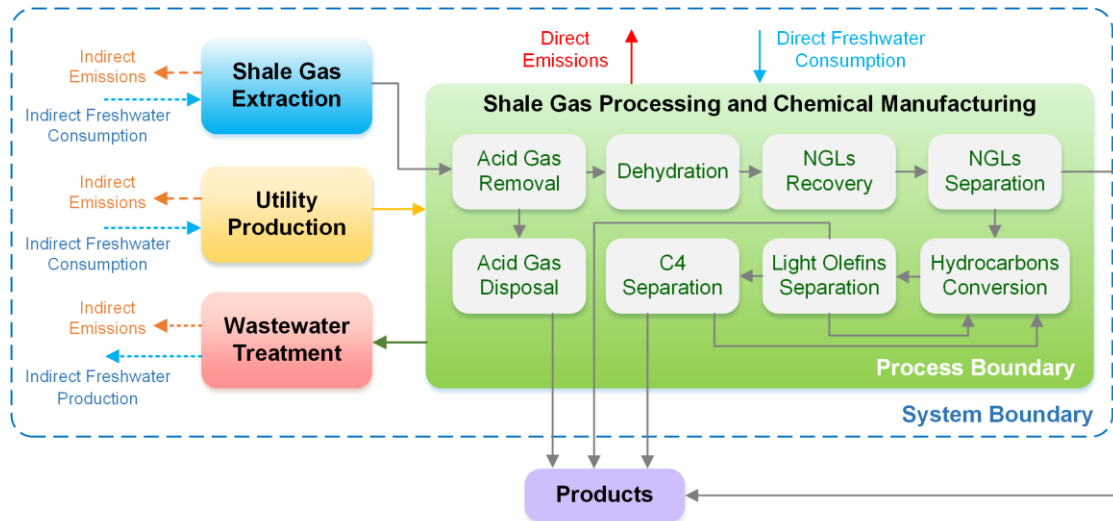 Indirect
Emissions
Indirect Freshwater
Consumption
Shale Gas
Extraction
Direct
Emissions
Direct Freshwater
Consumption
Indirect
Emissions
Indirect Freshwater
Consumption
Utility
Production
Indirect
Emissions
Indirect Freshwater
Production
Wastewater
Treatment
Shale Gas Processing and Chemical Manufacturing
Acid Gas
Removal
Dehydration
NGLs
Recovery
NGLs
Separation
Acid Gas
Disposal
C4
Separation
Light Olefins
Separation
Hydrocarbons
Conversion
Process Boundary
System Boundary
Products